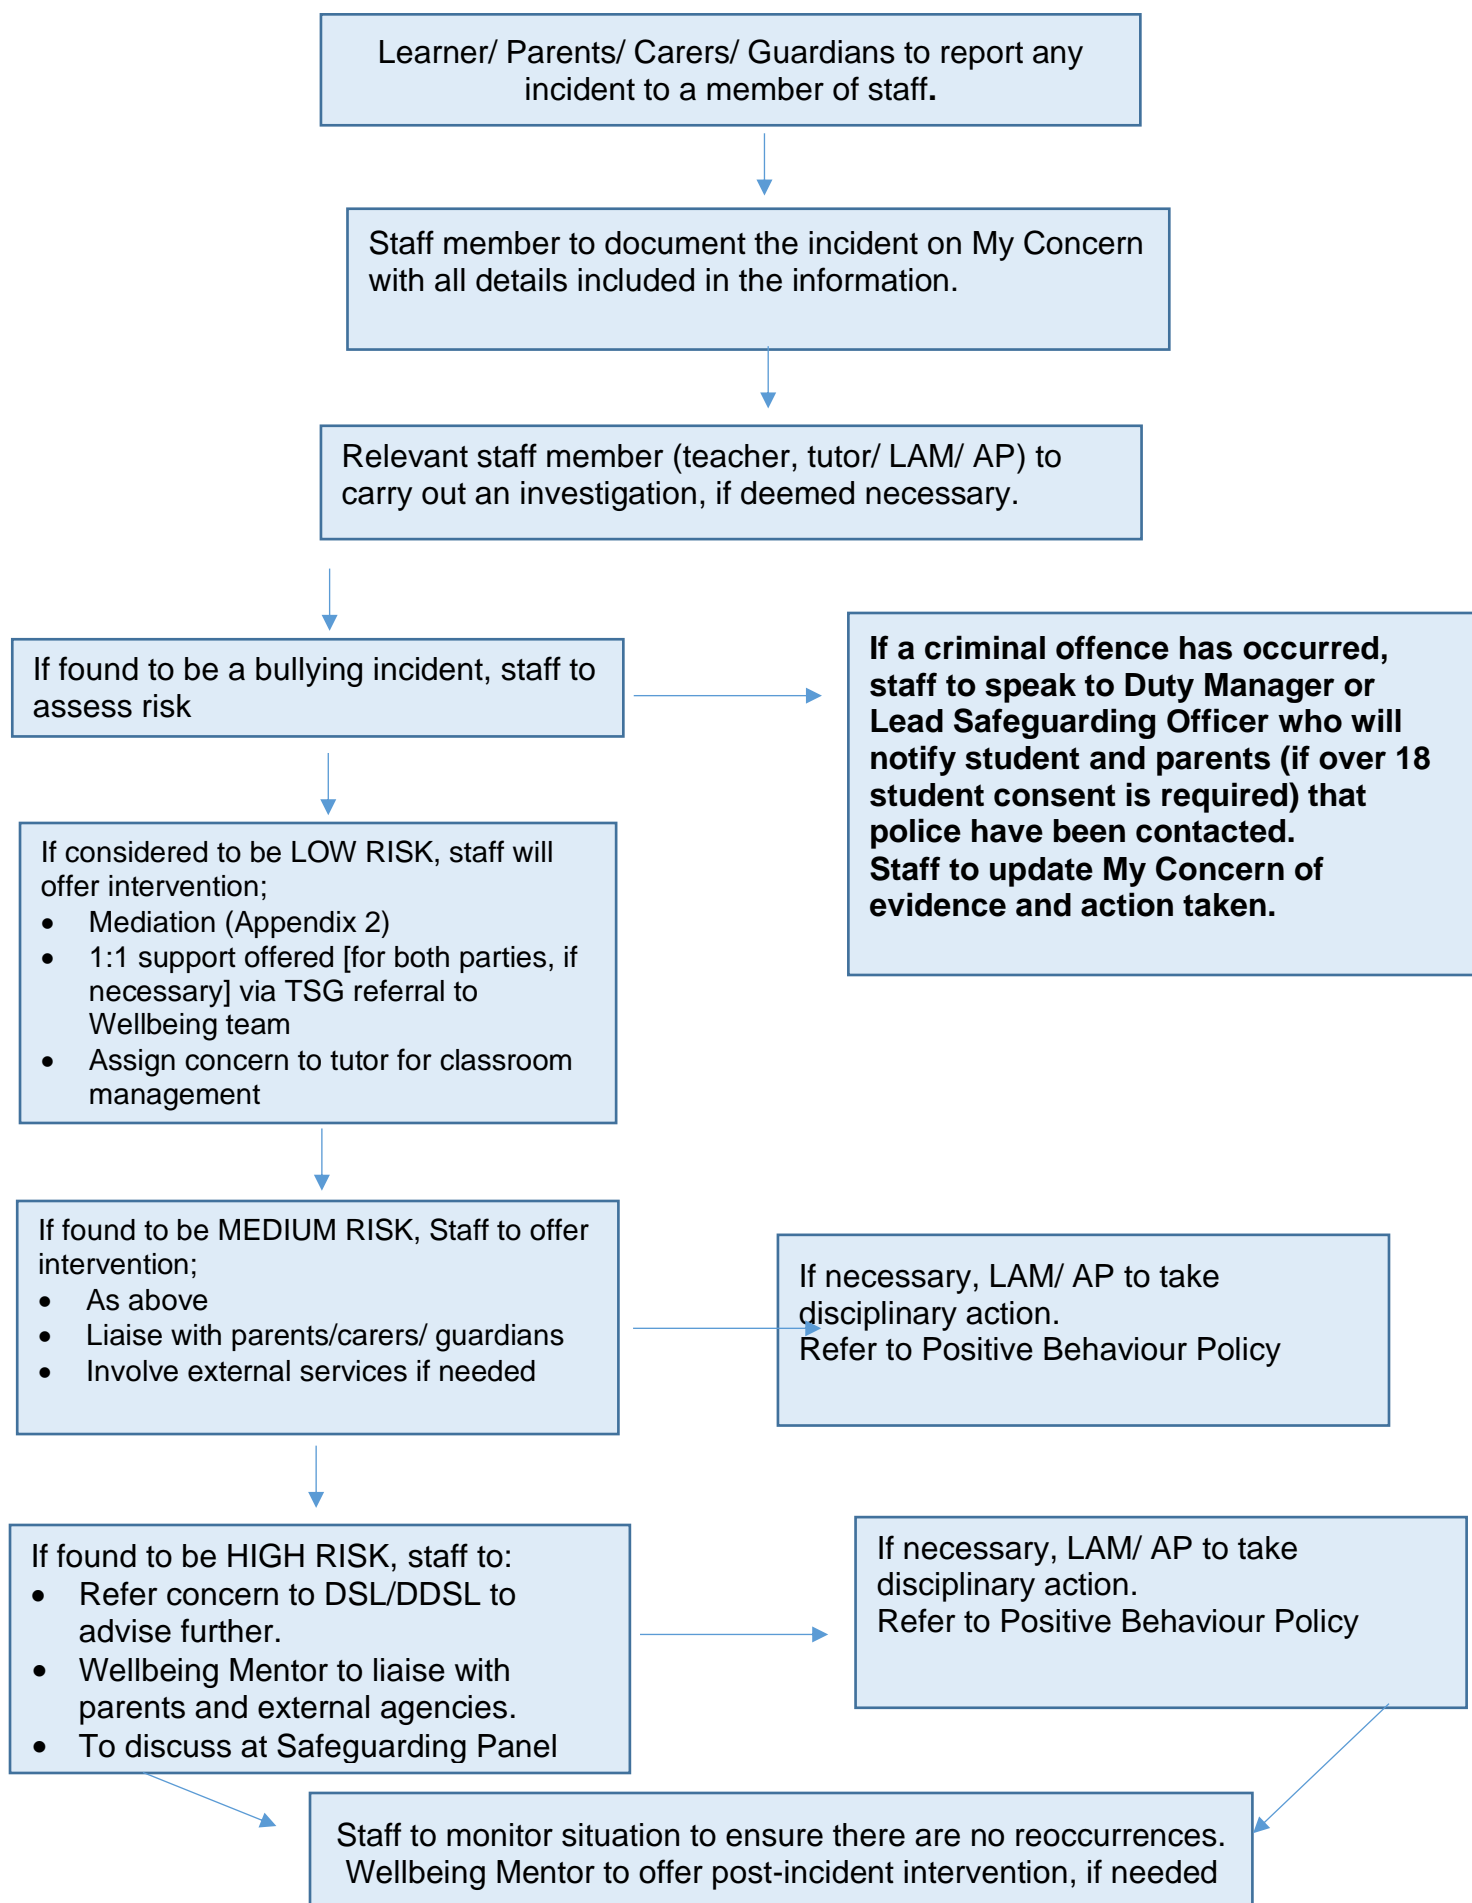 Learner/ Parents/ Carers/ Guardians to report any
incident to a member of staff.
Staff member to document the incident on My Concern
with all details included in the information.
Relevant staff member (teacher, tutor/ LAM/ AP) to
carry out an investigation, if deemed necessary.
If found to be a bullying incident, staff to
assess risk
If a criminal offence has occurred,
staff to speak to Duty Manager or
Lead Safeguarding Officer who will
notify student and parents (if over 18
student consent is required) that
police have been contacted.
Staff to update My Concern of
evidence and action taken.
If considered to be LOW RISK, staff will
offer intervention;
• Mediation (Appendix 2)
• 1:1 support offered [for both parties, if
necessary] via TSG referral to
Wellbeing team
• Assign concern to tutor for classroom
management
If found to be MEDIUM RISK, Staff to offer
intervention;
• As above
• Liaise with parents/carers/ guardians
• Involve external services if needed
If necessary, LAM/ AP to take
disciplinary action.
Refer to Positive Behaviour Policy
If found to be HIGH RISK, staff to:
• Refer concern to DSL/DDSL to
advise further.
• Wellbeing Mentor to liaise with
parents and external agencies.
• To discuss at Safeguarding Panel
If necessary, LAM/ AP to take
disciplinary action.
Refer to Positive Behaviour Policy
Staff to monitor situation to ensure there are no reoccurrences.
Wellbeing Mentor to offer post-incident intervention, if needed